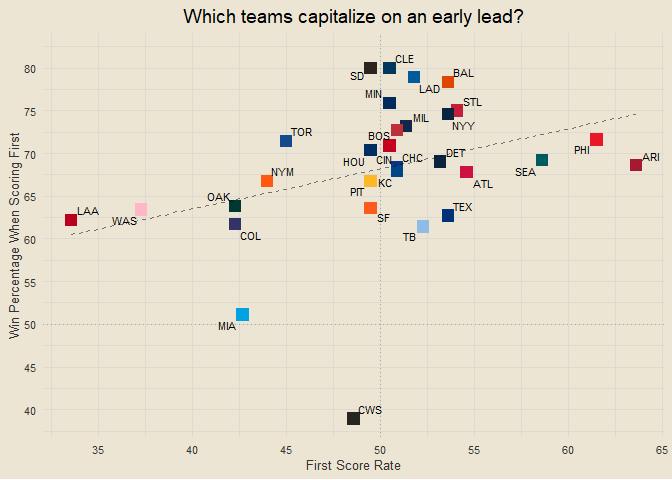 Which teams capitalize on an early lead?
Win Percentage When Scoring First
80
75
70
65
60
55
50
45
40
SD
CLE
LAD
BAL
MIN
STL
NYY
MIL
BOS
TOR
HOU
CIN
CHC
DET
PHI
ARI
SEA
ATL
KC
PIT
NYM
OAK
LAA
WAS
COL
SF
TEX
TB
MIA
CWS
35
40
45
50
55
60
65
First Score Rate